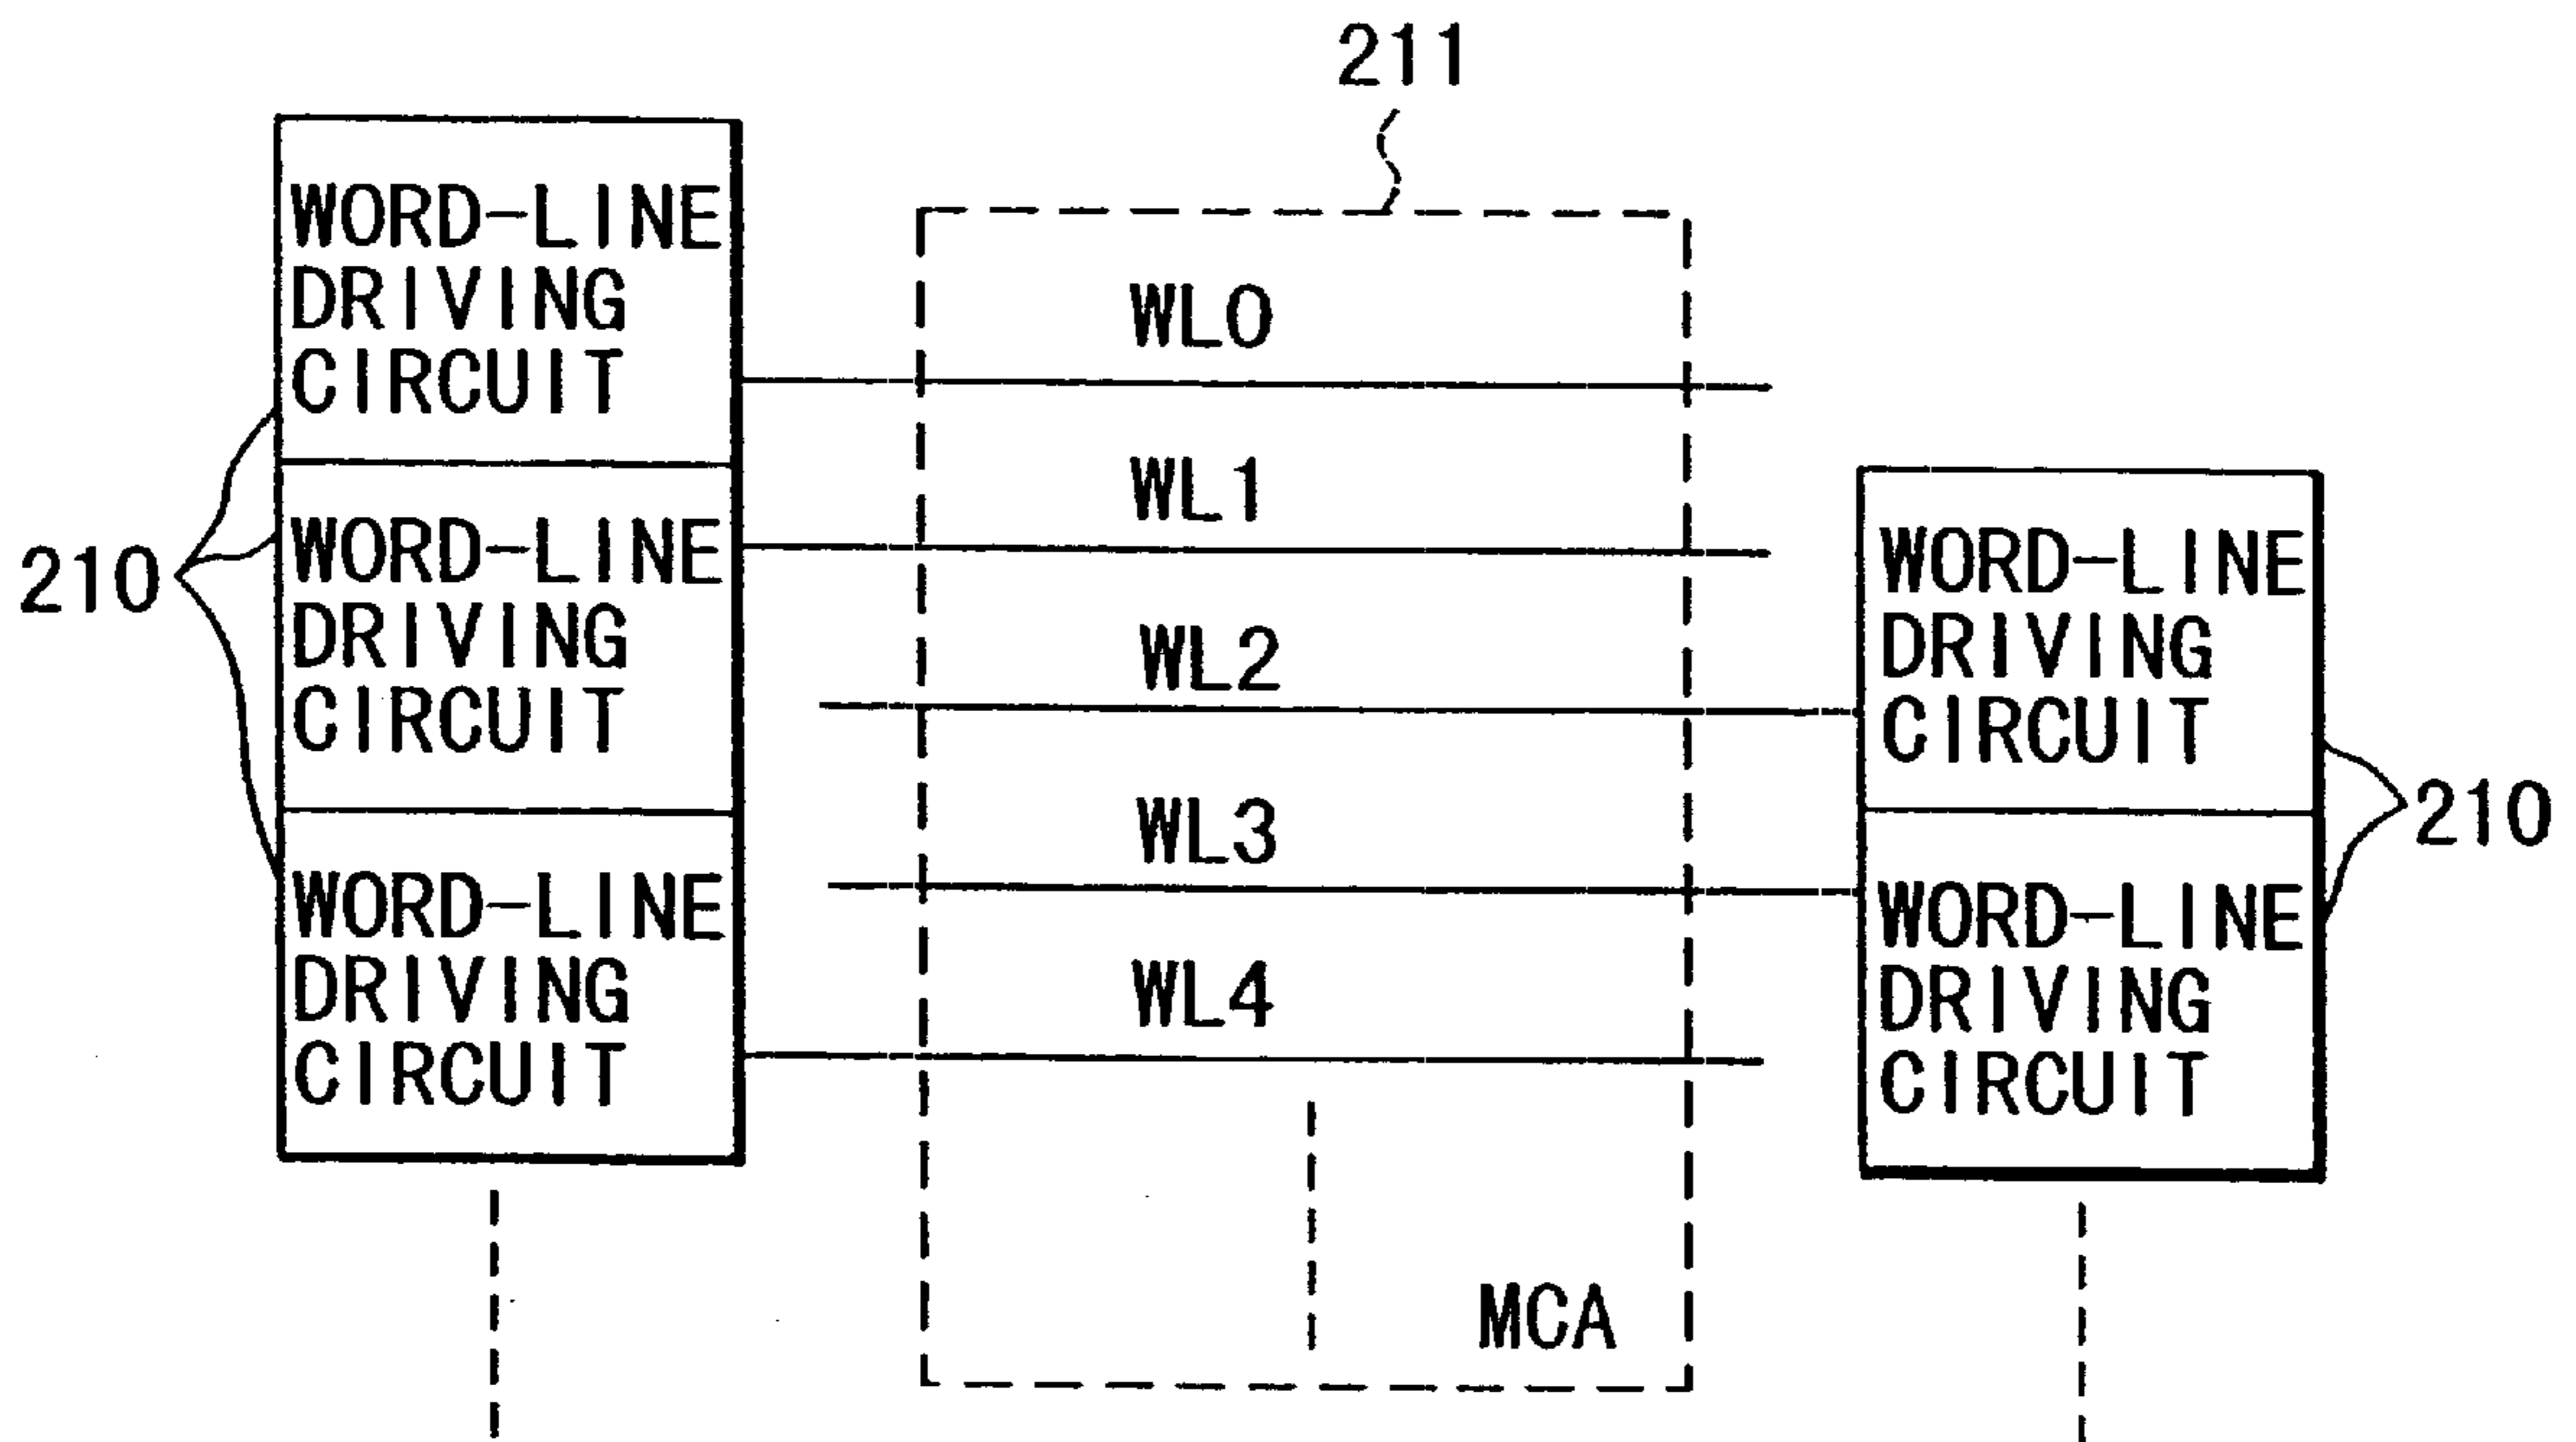 211
WORD-LINE
DRIVING
CIRCUIT
WORD-LINE
DRIVING
CIRCUIT
WORD-LINE
DRIVING
CIRCUIT
210
WL0
WL1
WL2
WL3
WL4
MCA
WORD-LINE
DRIVING
CIRCUIT
WORD-LINE
DRIVING
CIRCUIT
210